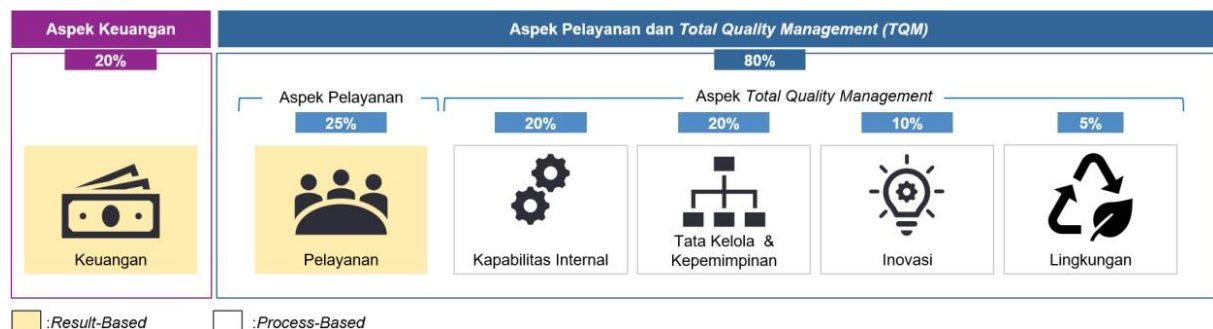 Aspek Keuangan
Aspek Pelayanan dan Total Quality Management (TQM)
20%
80%
Aspek Pelayanan
Aspek Total Quality Management
25%
20%
20%
10%
5%
Keuangan
Pelayanan
Kapabilitas Internal
Tata Kelola &
Kepemimpinan
Inovasi
Lingkungan
:Result-Based
:Process-Based